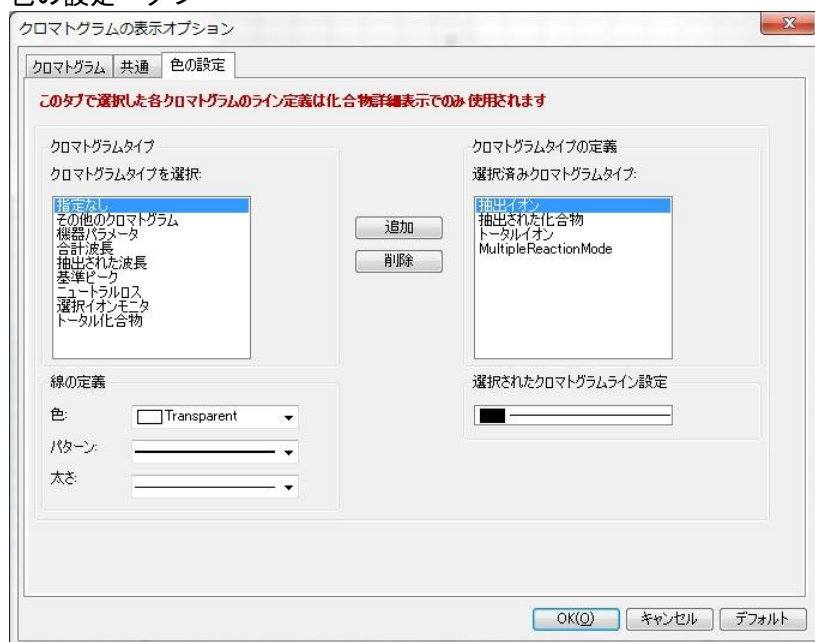 クロマトグラムの表示オプション
クロマトグラム 共通 色の設定
このタブで選択した各クロマトグラムのライン定義は化合物詳細表示でのみ使用されます
クロマトグラムタイプ
クロマトグラムタイプを選択:
指定なし
その他のクロマトグラム
機器パラメータ
合計波長
抽出された波長
基準ピーク
ニュートラルロス
選択イオンモニタ
トータル化合物
追加
削除
クロマトグラムタイプの定義
選択済みクロマトグラムタイプ:
抽出イオン
抽出された化合物
トータルイオン
MultipleReactionMode
線の定義
色: Transparent
パターン:
太さ:
選択されたクロマトグラムライン設定
OK(O) キャンセル デフォルト